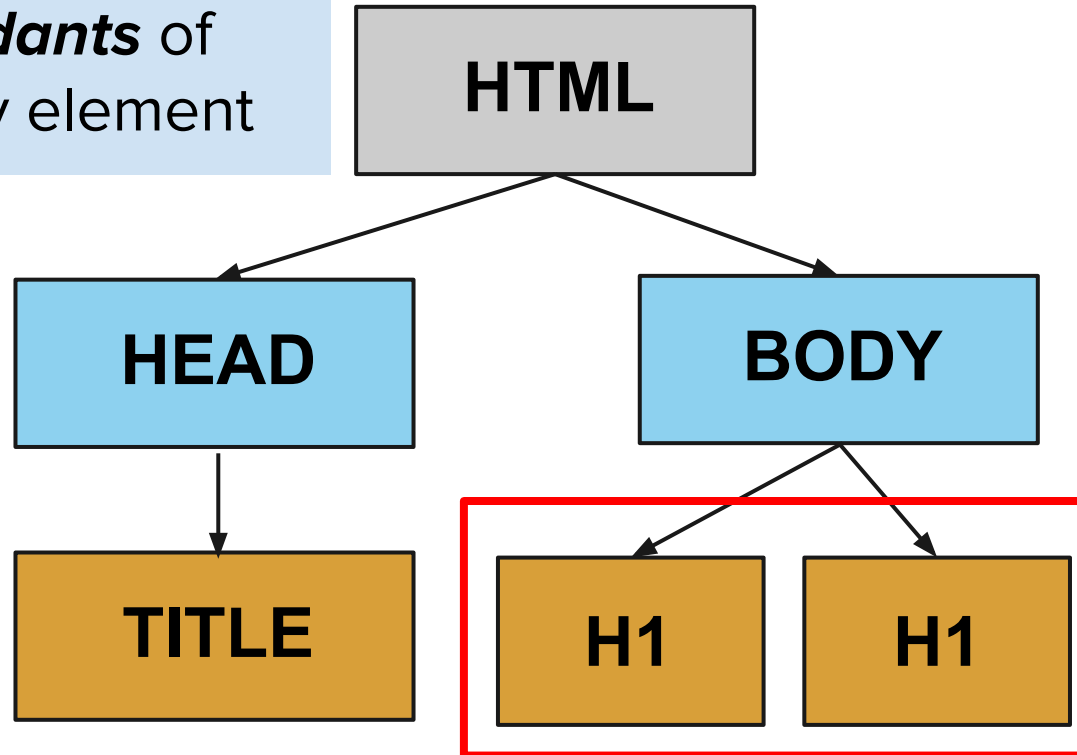 dants of
y element
HTML
HEAD
BODY
TITLE
H1
H1